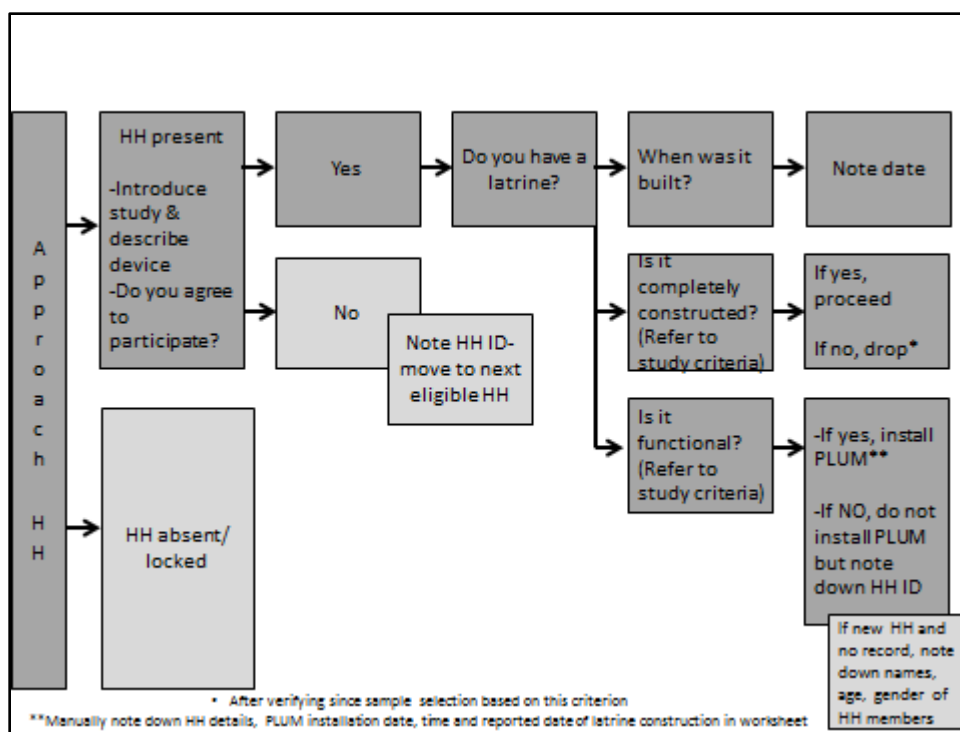 Approach HH
HH present
-Introduce
study &
describe
device
-Do you agree
to
participate?
Yes
Do you have a
latrine?
When was it
built?
Note date
No
Note HH ID-
move to next
eligible HH
Is it
completely
constructed?
(Refer to
study criteria)
If yes,
proceed
If no, drop*
HH absent/
locked
Is it
functional?
(Refer to
study criteria)
-If yes, install
PLUM**
-If NO, do not
install PLUM
but note
down HH ID
If new HH and
no record, note
down names,
age, gender of
HH members
• After verifying since sample selection based on this criterion
**Manually note down HH details, PLUM installation date, time and reported date of latrine construction in worksheet